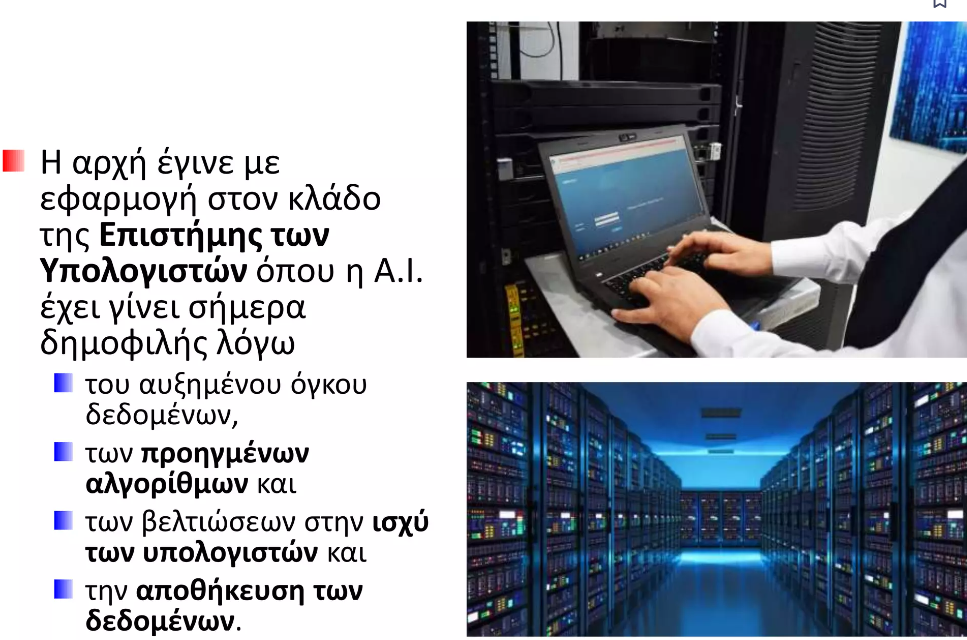 Η αρχή έγινε με
εφαρμογή στον κλάδο
της Επιστήμης των
Υπολογιστών όπου η A.I.
έχει γίνει σήμερα
δημοφιλής λόγω
του αυξημένου όγκου
δεδομένων,
των προηγμένων
αλγορίθμων και
των βελτιώσεων στην ισχύ
των υπολογιστών και
την αποθήκευση των
δεδομένων.